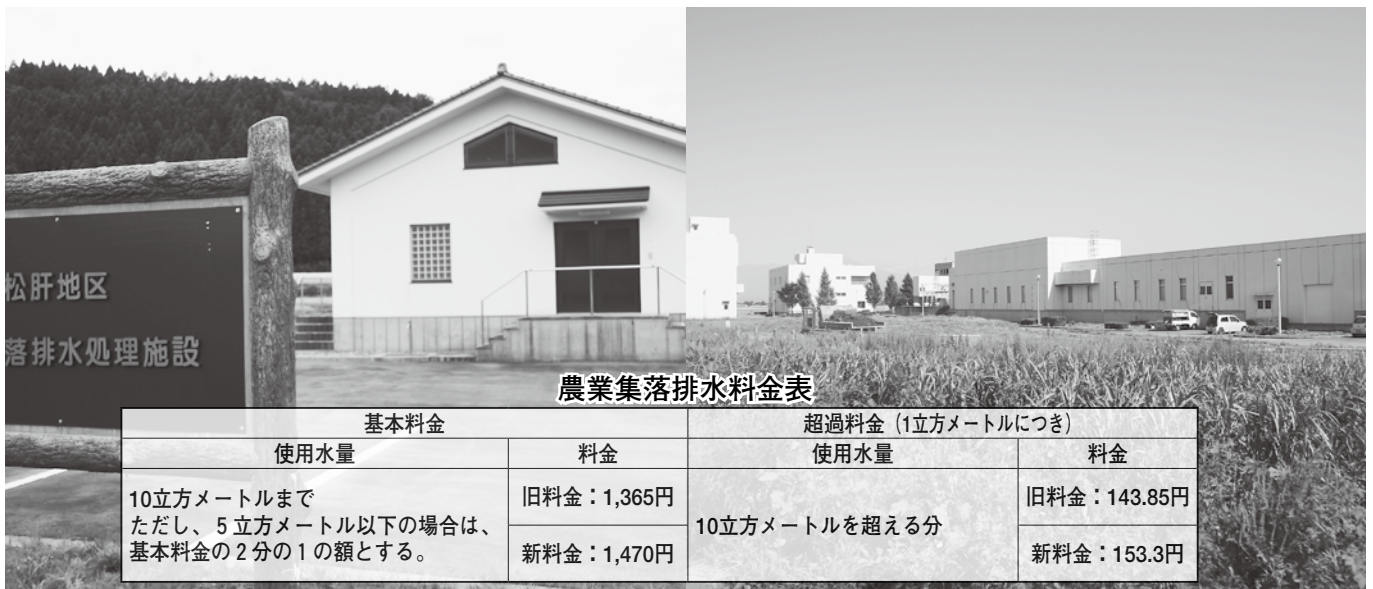 松肝地区
落排水処理施設
農業集落排水料金表
基本料金
超過料金（1立方メートルにつき）
使用水量
料金
使用水量
料金
10立方メートルまで
ただし、５立方メートル以下の場合は、
基本料金の２分の１の額とする。
旧料金：1,365円
新料金：1,470円
10立方メートルを超える分
旧料金：143.85円
新料金：153.3円